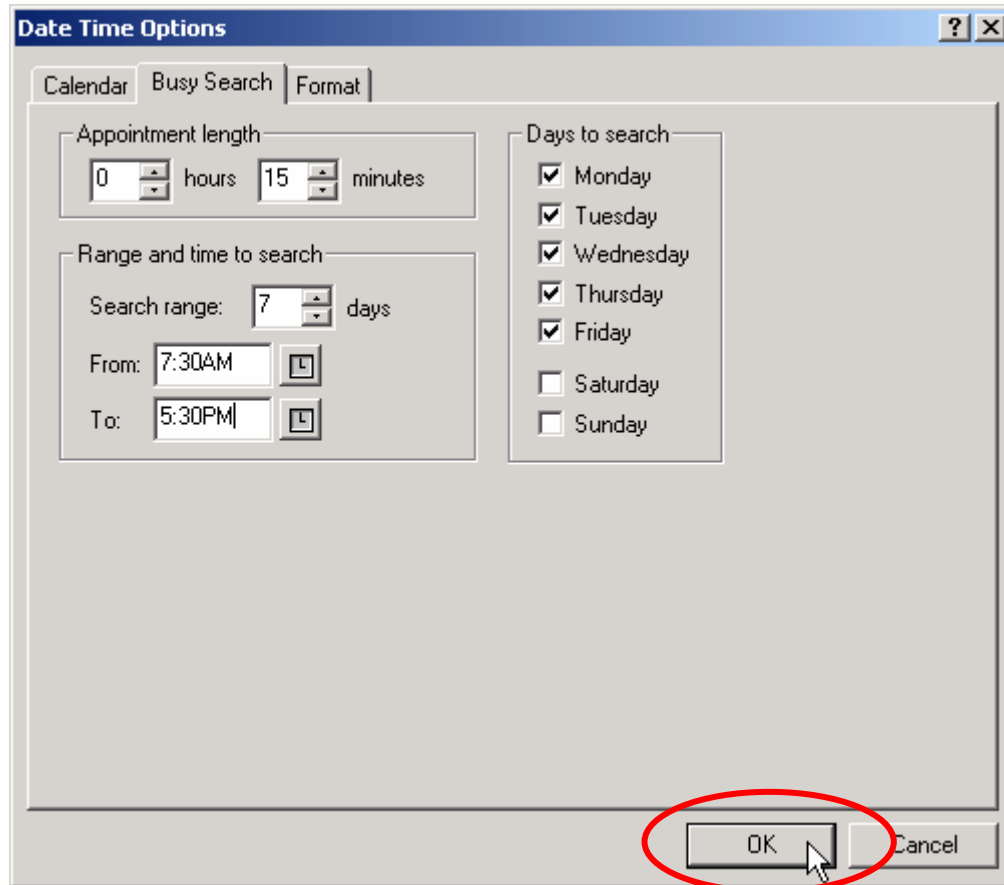 Date Time Options
Calendar Busy Search Format
Appointment length
0 hours 15 minutes
Range and time to search
Search range: 7 days
From: 7:30AM
To: 5:30PM
Days to search
Monday
Tuesday
Wednesday
Thursday
Friday
Saturday
Sunday
OK Cancel